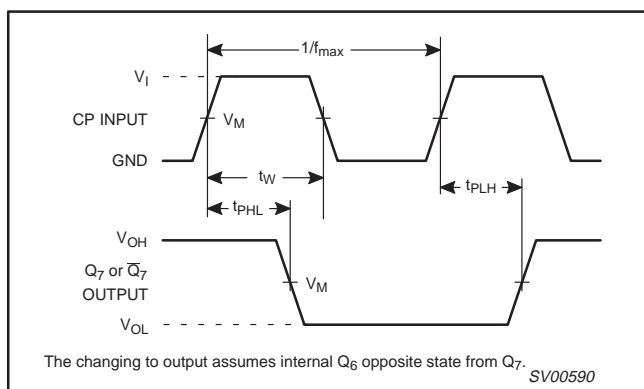 1/fmax
VI
CP INPUT
VM
GND
tW
tPLH
tPHL
VOH
Q7 or Q̅7
OUTPUT
VM
VOL
The changing to output assumes internal Q6 opposite state from Q7.
SV00590